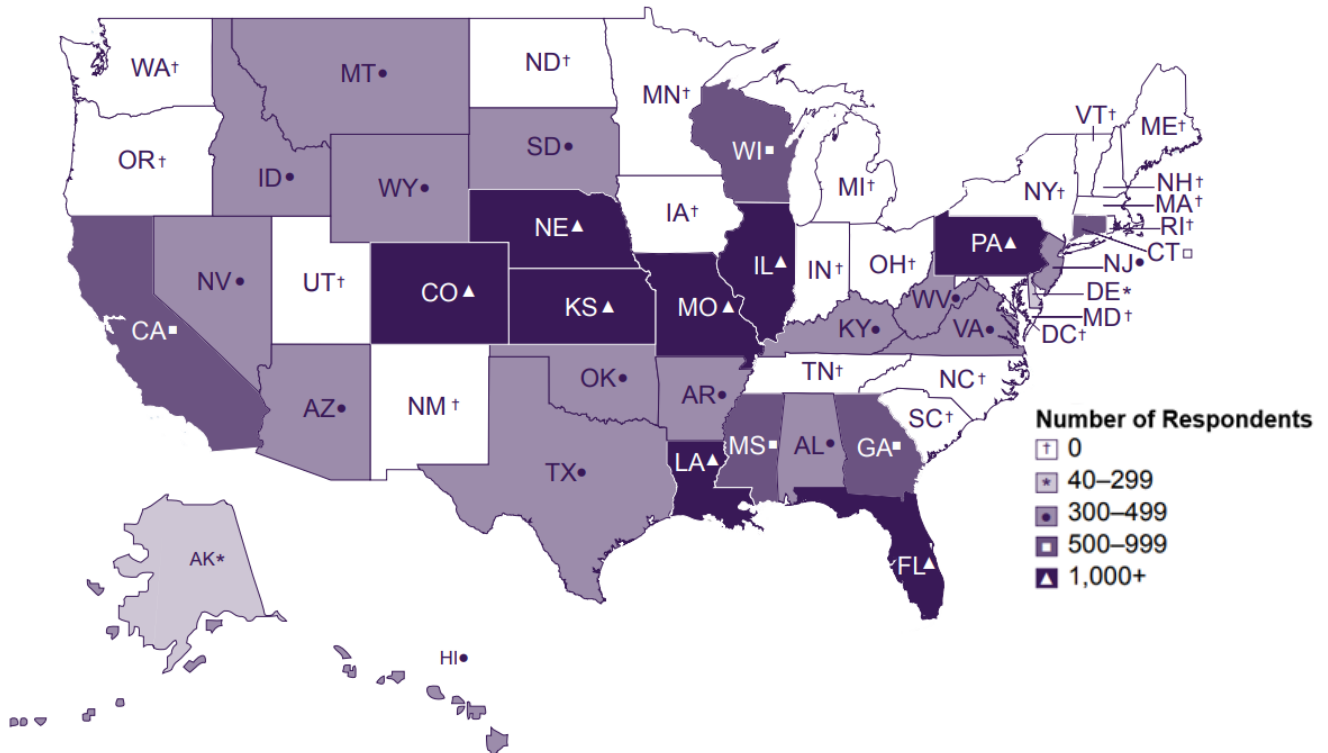 WA†
MT●
ND†
MN†
VT†
ME†
OR†
ID●
WY●
SD●
WI■
MI†
NY†
NH†
MA†
RI†
CT□
IA†
NE▲
PA▲
NJ●
NV●
UT†
CO▲
KS▲
MO▲
IL▲
IN†
OH†
DE*
MD†
DC†
WV●
VA●
KY●
CA■
AZ●
NM†
OK●
AR●
TN†
NC†
SC†
TX●
LA▲
MS■
AL●
GA■
FL▲
AK*
HI●
Number of Respondents
† 0
* 40–299
● 300–499
■ 500–999
▲ 1,000+